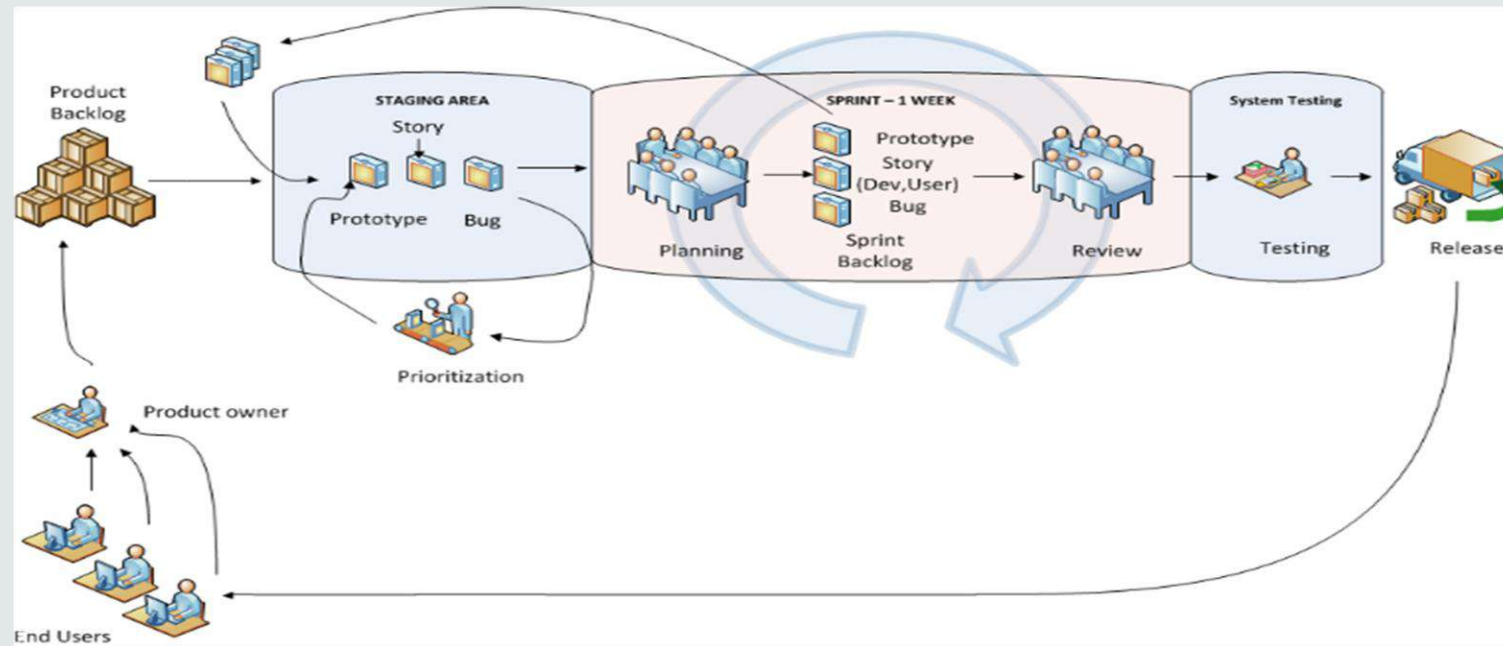 Product
Backlog
STAGING AREA
Story
Prototype
Bug
SPRINT – 1 WEEK
Planning
Prototype
Story
(Dev,User)
Bug
Sprint
Backlog
Review
System Testing
Testing
Release
Prioritization
Product owner
End Users